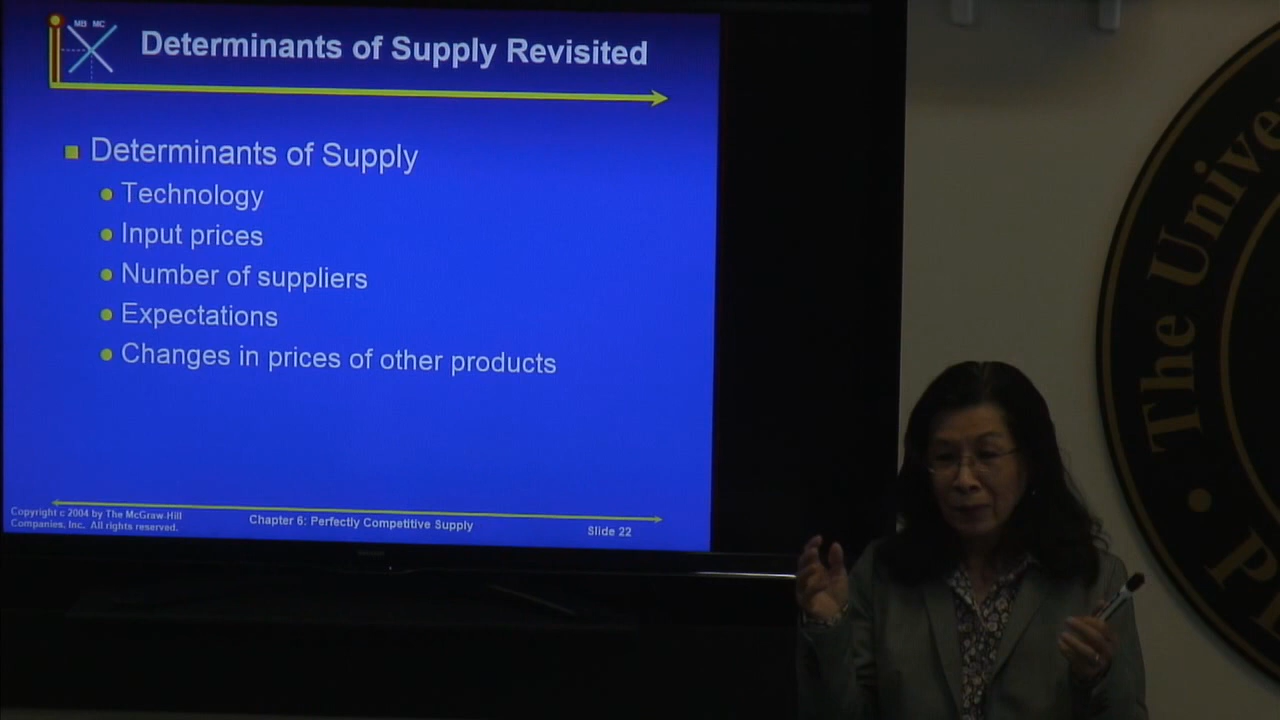 MB MC
Determinants of Supply Revisited
Determinants of Supply
Technology
Input prices
Number of suppliers
Expectations
Changes in prices of other products
Copyright c 2004 by The McGraw-Hill
Companies, Inc. All rights reserved.
Chapter 6: Perfectly Competitive Supply
Slide 22
The Unive